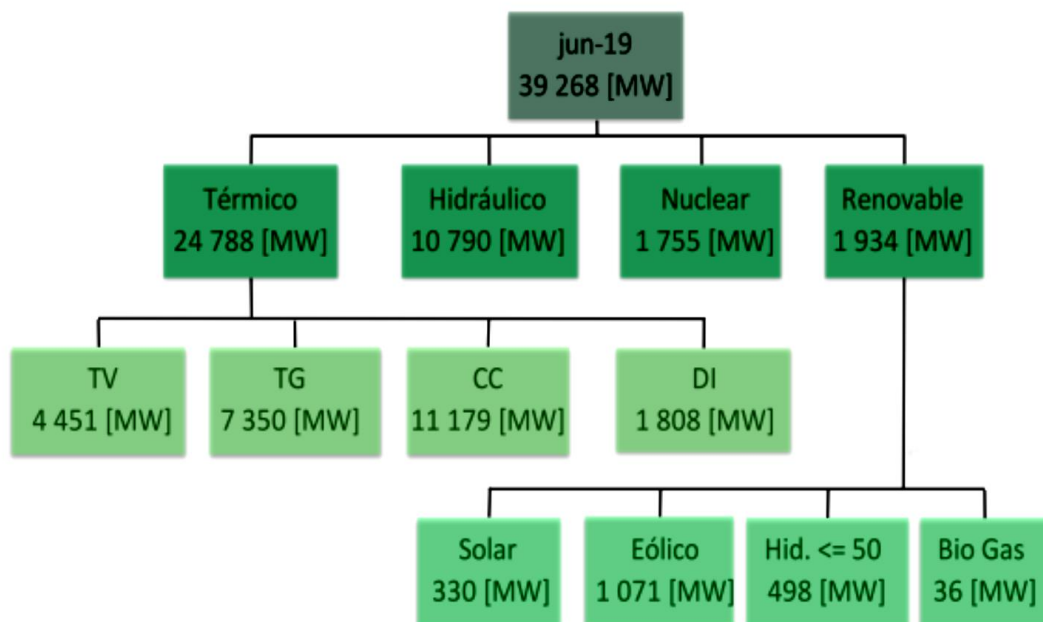 jun-19
39 268 [MW]
Térmico
24 788 [MW]
Hidráulico
10 790 [MW]
Nuclear
1 755 [MW]
Renovable
1 934 [MW]
TV
4 451 [MW]
TG
7 350 [MW]
CC
11 179 [MW]
DI
1 808 [MW]
Solar
330 [MW]
Eólico
1 071 [MW]
Hid. <= 50
498 [MW]
Bio Gas
36 [MW]